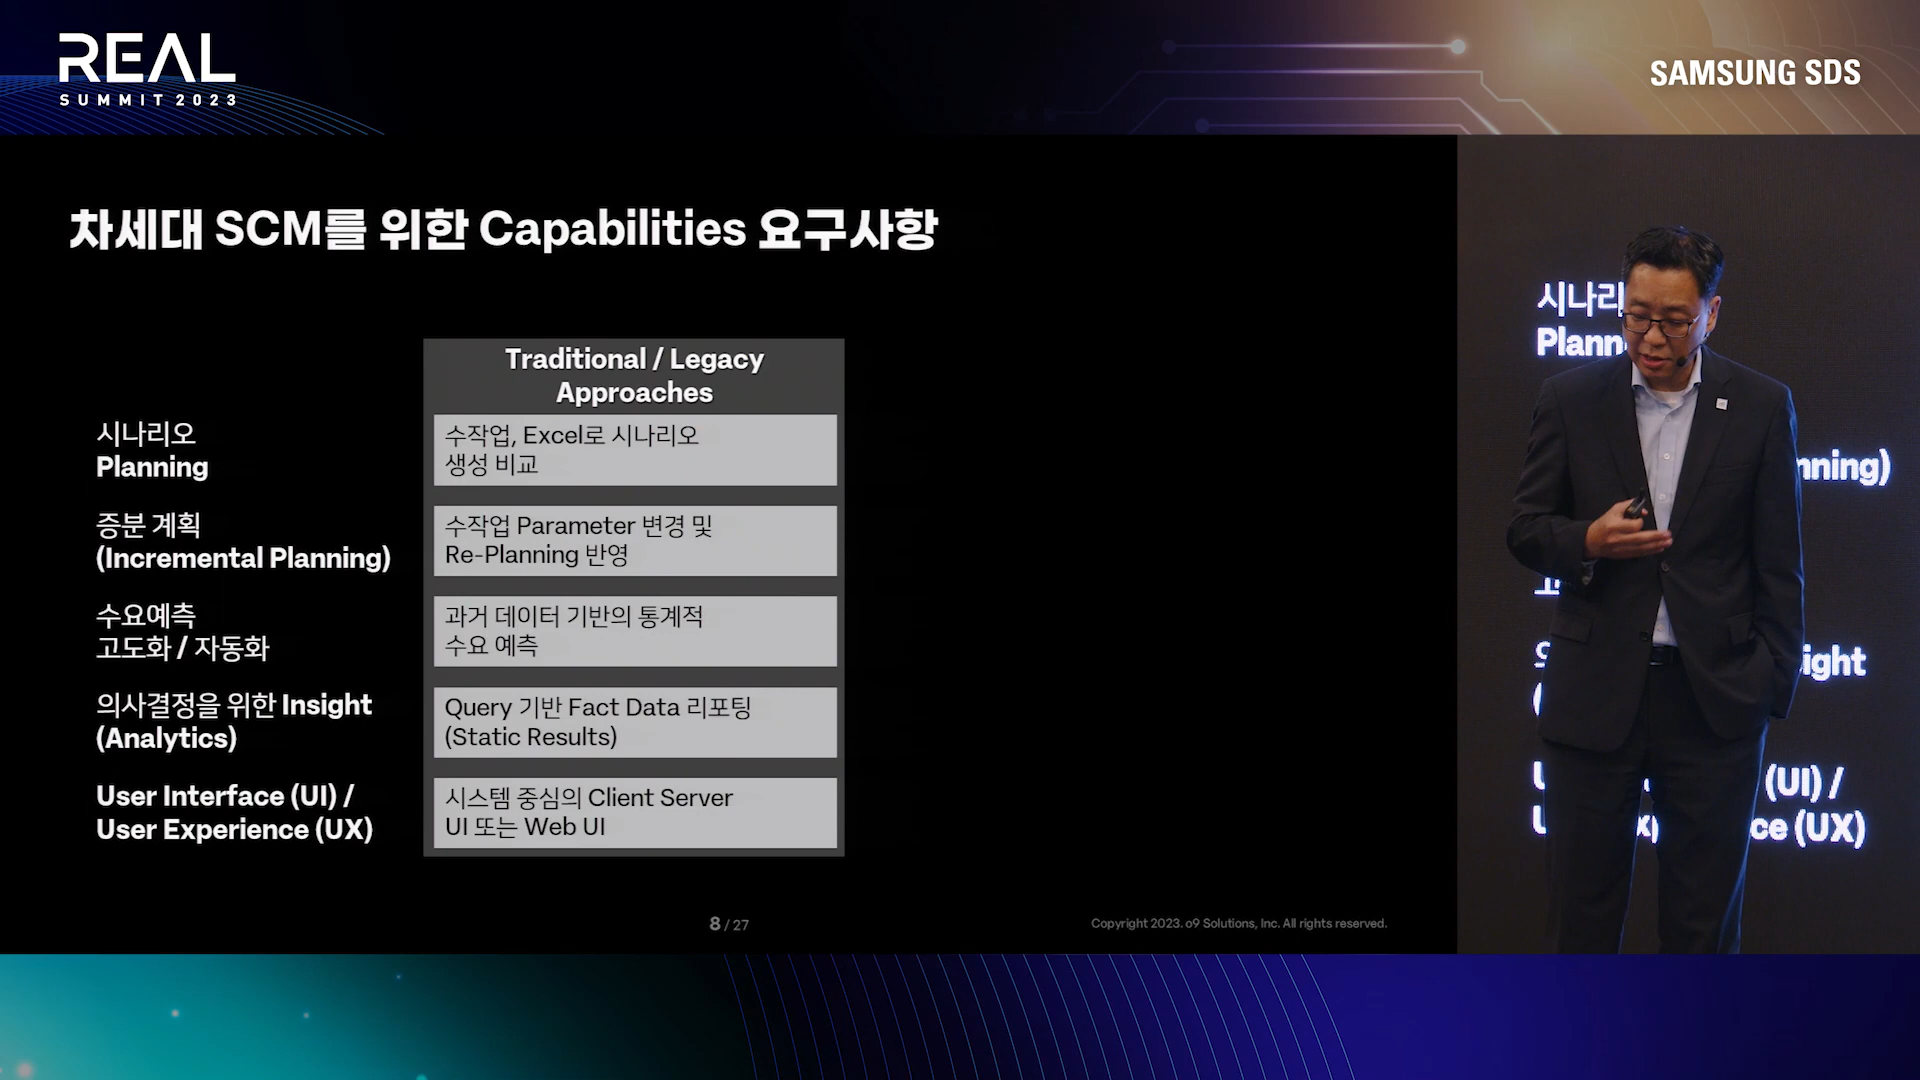 REAL
SUMMIT 2023
SAMSUNG SDS
차세대 SCM를 위한 Capabilities 요구사항
Traditional / Legacy
Approaches
시나리오
Planning
수작업, Excel로 시나리오
생성 비교
증분 계획
(Incremental Planning)
수작업 Parameter 변경 및
Re-Planning 반영
수요예측
고도화 / 자동화
과거 데이터 기반의 통계적
수요 예측
의사결정을 위한 Insight
(Analytics)
Query 기반 Fact Data 리포팅
(Static Results)
User Interface (UI) /
User Experience (UX)
시스템 중심의 Client Server
UI 또는 Web UI
8 / 27
Copyright 2023. o9 Solutions, Inc. All rights reserved.
(UI) /
(UX)